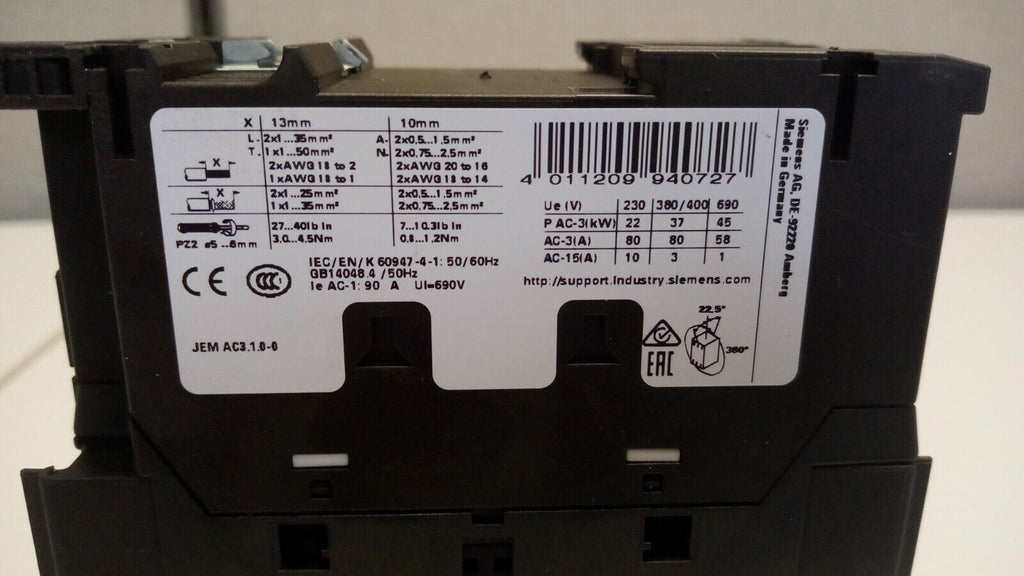 X 13mm 10mm
L- 2x1...35mm² A- 2x0,5...1,5mm²
T- 1x1...50mm² N- 2x0,75...2,5mm²
2xAWG 18 to 2 2xAWG 20 to 16
1xAWG 18 to 1 2xAWG 18 to 14
X 2x1...25mm² 2x0,5...1,5mm²
1x1...35mm² 2x0,75...2,5mm²
27...40lb in 7...10.3lb in
PZ2 ø5...6mm 3,0...4,5Nm 0,8...1,2Nm
IEC/EN/K 60947-4-1: 50/60Hz
GB14048.4 /50Hz
Ie AC-1: 90 A Ui=690V
CE CCC
JEM AC3.1.0-0
4 011209 940727
Ue (V) 230 380/400 690
P AC-3(kW) 22 37 45
AC-3(A) 80 80 58
AC-15(A) 10 3 1
http://support.industry.siemens.com
22.5°
360°
EAC
Siemens AG, DE-92220 Amberg
Made in Germany